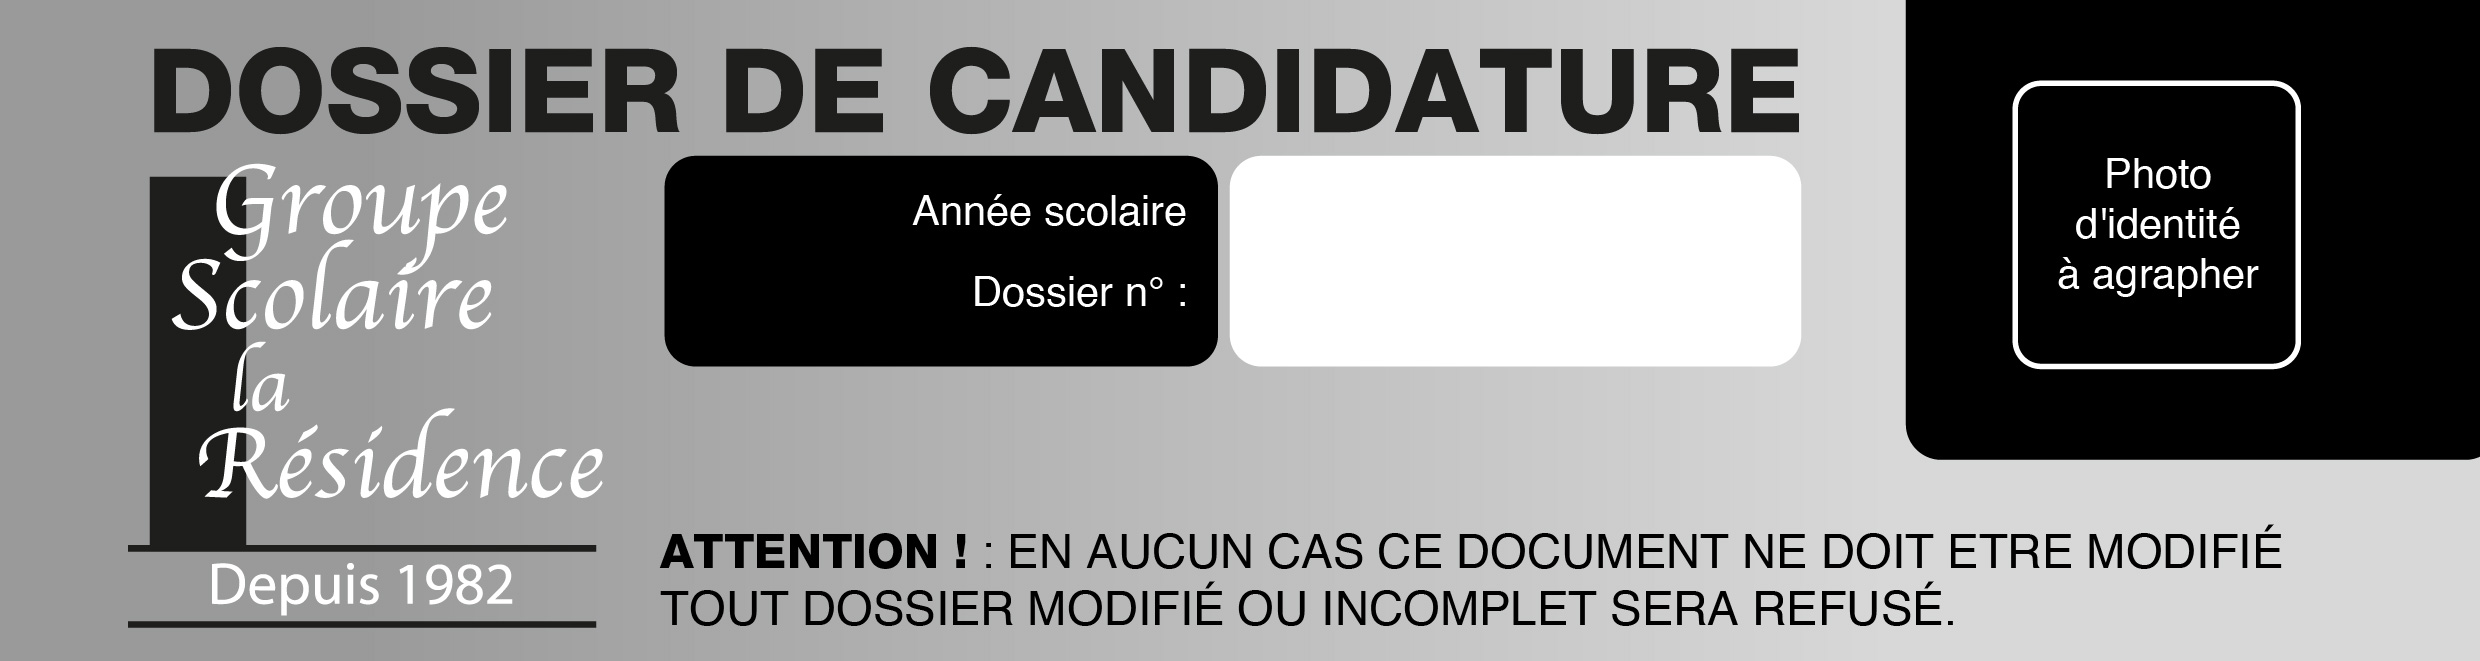 DOSSIER DE CANDIDATURE
Groupe
Scolaire
la
Résidence
Depuis 1982
Année scolaire
Dossier n° :
Photo
d'identité
à agrapher
ATTENTION ! : EN AUCUN CAS CE DOCUMENT NE DOIT ETRE MODIFIÉ
TOUT DOSSIER MODIFIÉ OU INCOMPLET SERA REFUSÉ.